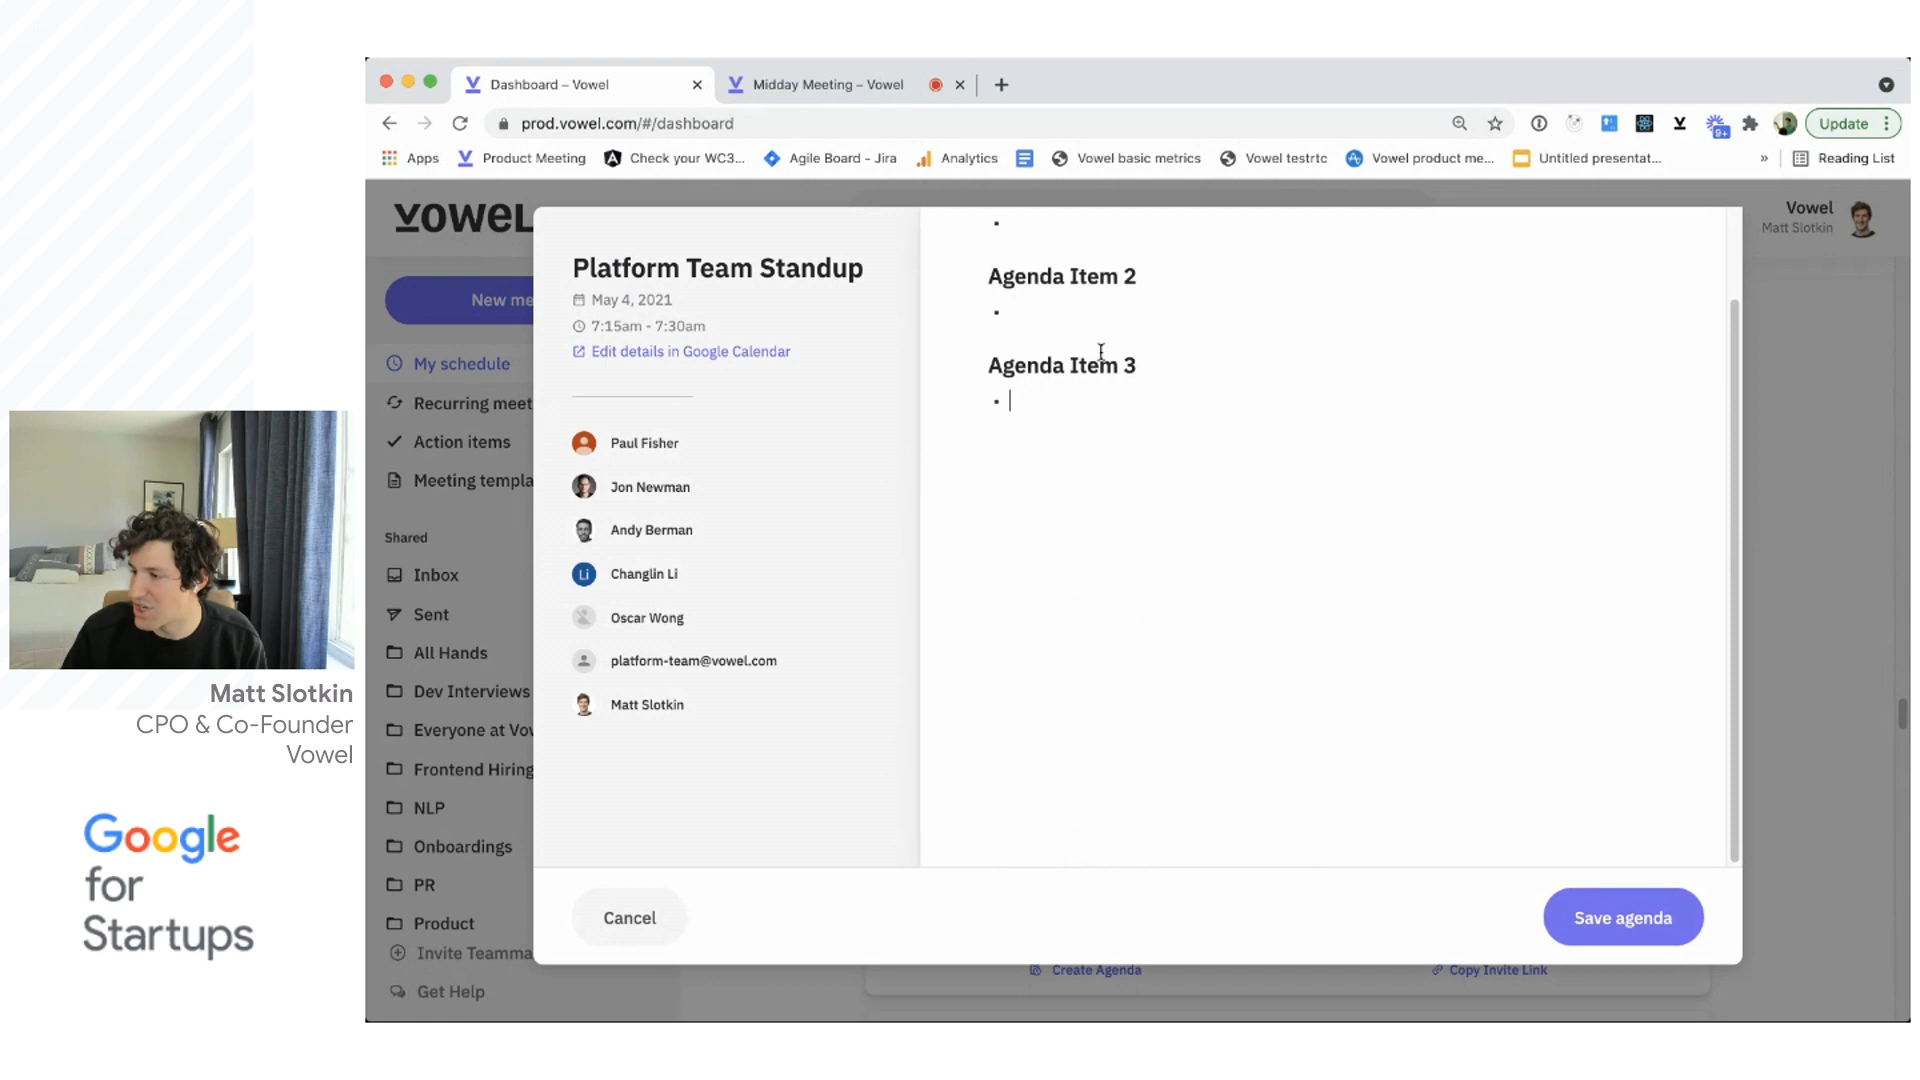 Dashboard – Vowel
Midday Meeting – Vowel
prod.vowel.com/#/dashboard
9+
Update
Apps
Product Meeting
Check your WC3...
Agile Board - Jira
Analytics
Vowel basic metrics
Vowel testrtc
Vowel product me...
Untitled presentat...
»
Reading List
VOWEL
Vowel
Matt Slotkin
New me
My schedule
Recurring meet
Action items
Meeting templa
Shared
Inbox
Sent
All Hands
Dev Interviews
Everyone at Vov
Frontend Hiring
NLP
Onboardings
PR
Product
Invite Teamma
Get Help
Platform Team Standup
May 4, 2021
7:15am - 7:30am
Edit details in Google Calendar
Paul Fisher
Jon Newman
Andy Berman
Li Changlin Li
Oscar Wong
platform-team@vowel.com
Matt Slotkin
•
Agenda Item 2
•
Agenda Item 3
•
Cancel
Save agenda
Create Agenda
Copy Invite Link
Matt Slotkin
CPO & Co-Founder
Vowel
Google
for
Startups